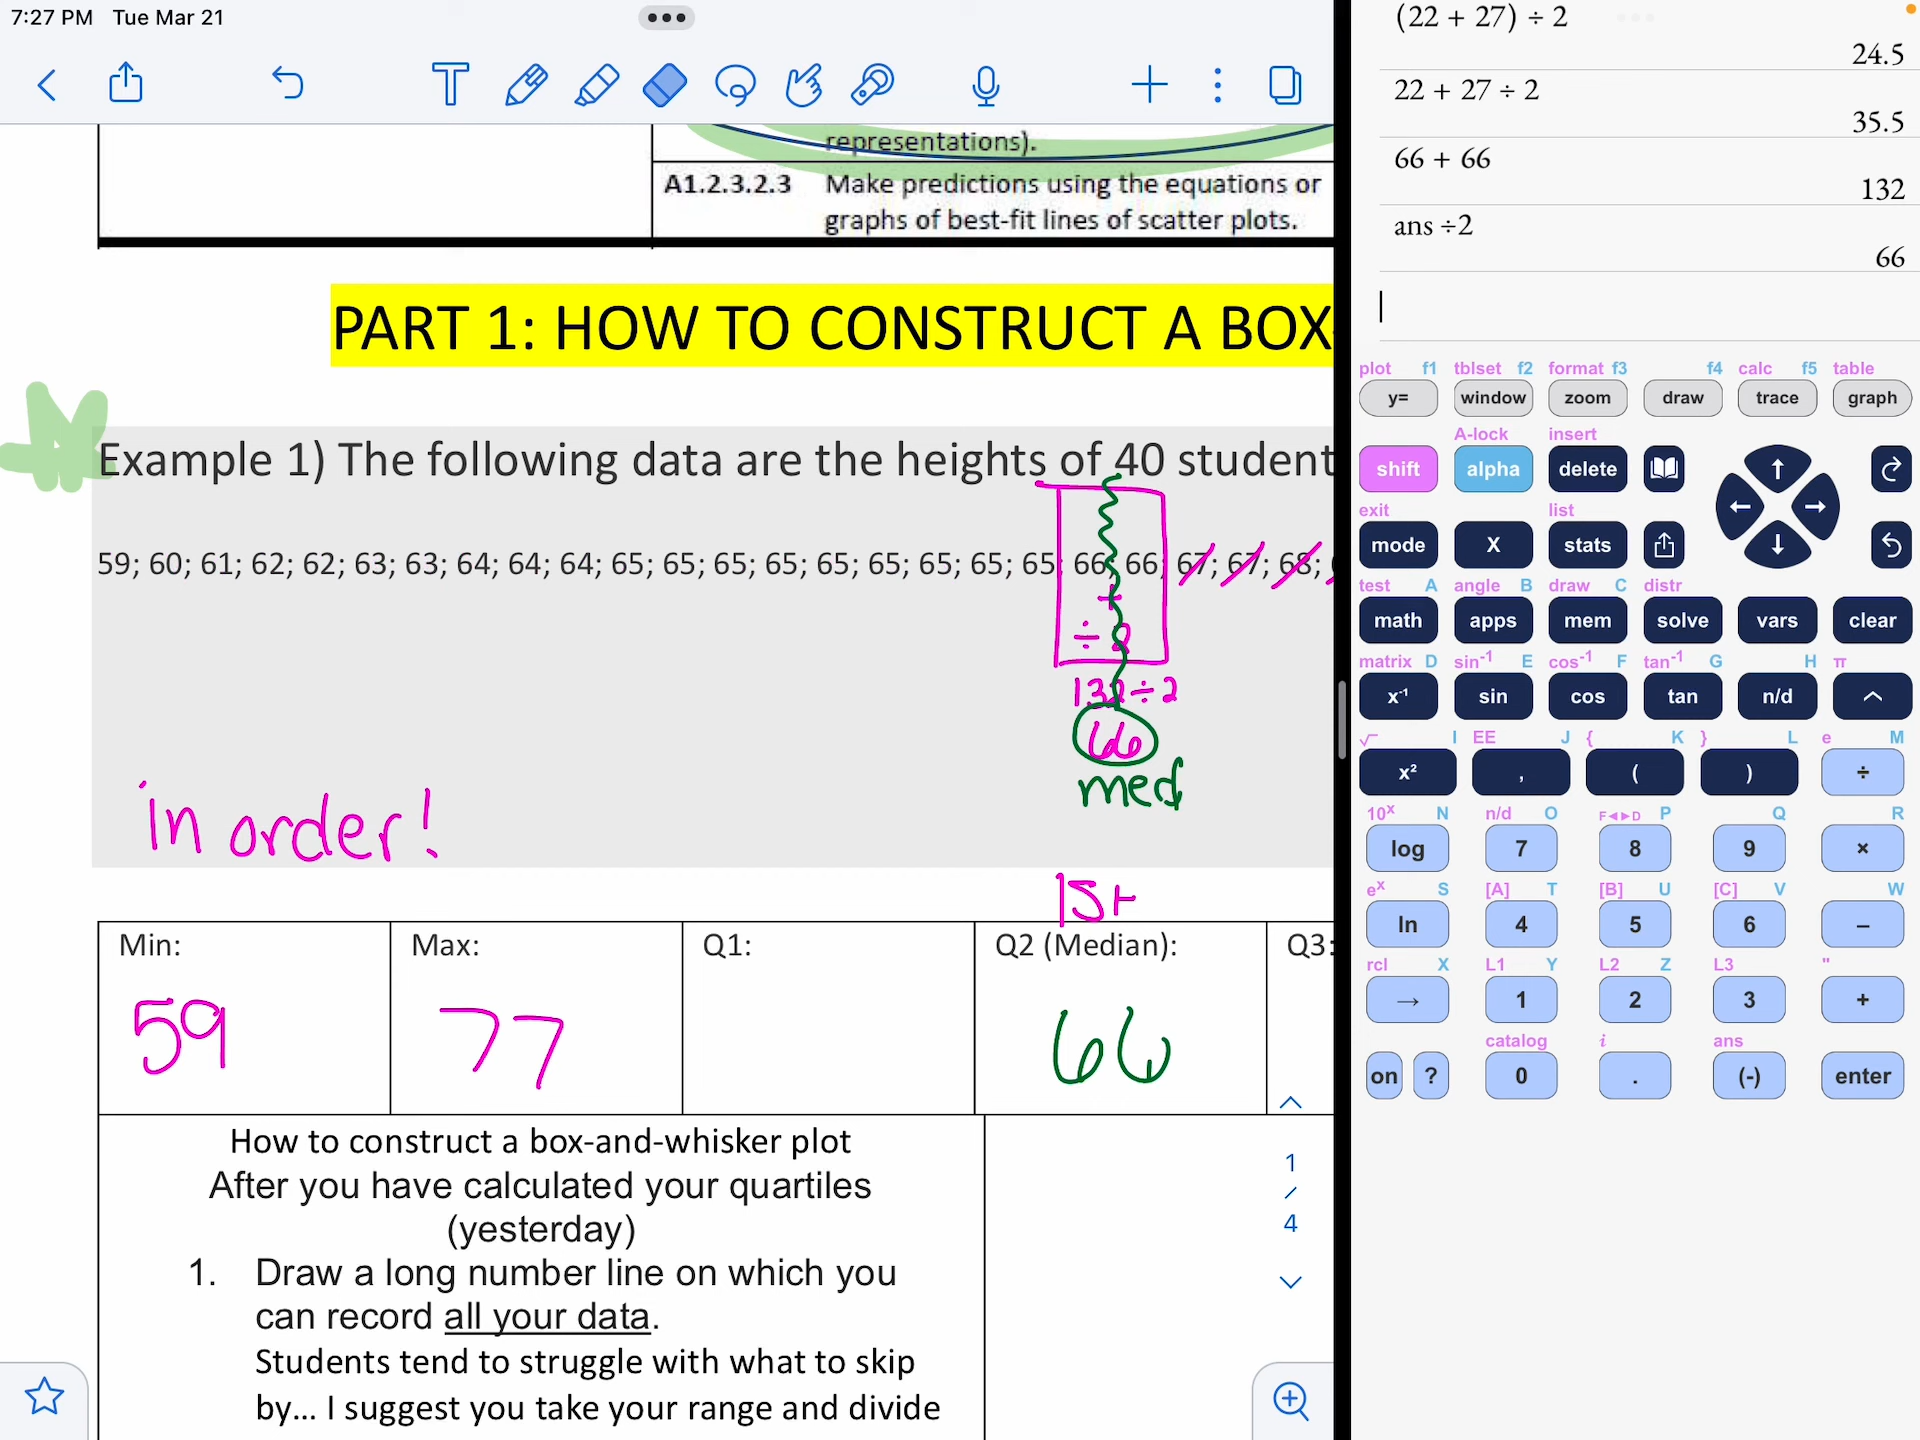 7:27 PM Tue Mar 21
representations).
A1.2.3.2.3 Make predictions using the equations or
graphs of best-fit lines of scatter plots.
PART 1: HOW TO CONSTRUCT A BOX
Example 1) The following data are the heights of 40 student
59; 60; 61; 62; 62; 63; 63; 64; 64; 64; 65; 65; 65; 65; 65; 65; 65; 65; 65; 66; 66; 67; 67; 68;
+
÷ 2
132÷2
66
med
in order!
1st
Min: Max: Q1: Q2 (Median): Q3:
59 77 66
How to construct a box-and-whisker plot
After you have calculated your quartiles
(yesterday)
1. Draw a long number line on which you
can record all your data.
Students tend to struggle with what to skip
by... I suggest you take your range and divide
1
/
4
(22 + 27) ÷ 2
24.5
22 + 27 ÷ 2
35.5
66 + 66
132
ans ÷2
66
plot f1 tblset f2 format f3 f4 calc f5 table
y= window zoom draw trace graph
A-lock insert
shift alpha delete
exit list
mode X stats
test A angle B draw C distr
math apps mem solve vars clear
matrix D sin⁻¹ E cos⁻¹ F tan⁻¹ G H π
x⁻¹ sin cos tan n/d ^
√ I EE J { K } L e M
x² , ( ) ÷
10ˣ N n/d O F◄►D P Q R
log 7 8 9 ×
eˣ S [A] T [B] U [C] V W
ln 4 5 6 −
rcl X L1 Y L2 Z L3 "
→ 1 2 3 +
catalog i ans
on ? 0 . (-) enter